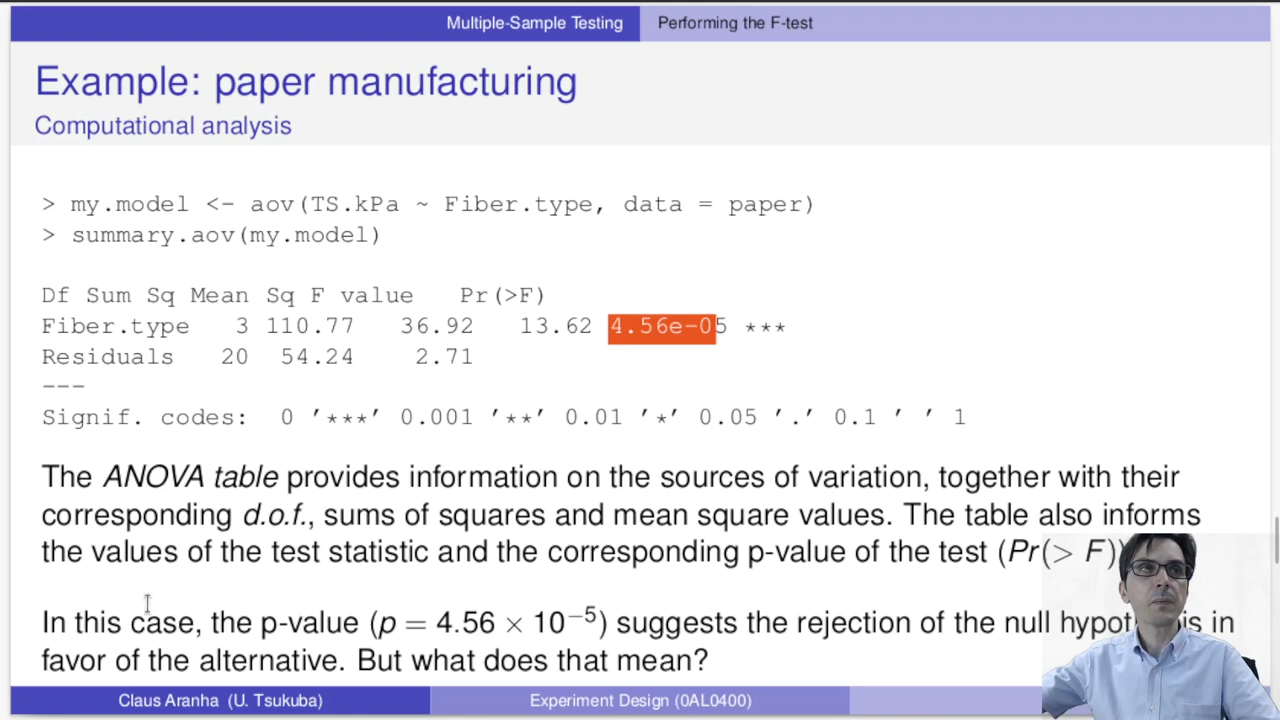 Multiple-Sample Testing Performing the F-test
Example: paper manufacturing
Computational analysis
> my.model <- aov(TS.kPa ~ Fiber.type, data = paper)
> summary.aov(my.model)
Df Sum Sq Mean Sq F value Pr(>F)
Fiber.type 3 110.77 36.92 13.62 4.56e-05 ***
Residuals 20 54.24 2.71
---
Signif. codes: 0 ’***’ 0.001 ’**’ 0.01 ’*’ 0.05 ’.’ 0.1 ’ ’ 1
The ANOVA table provides information on the sources of variation, together with their
corresponding d.o.f., sums of squares and mean square values. The table also informs
the values of the test statistic and the corresponding p-value of the test (Pr(> F))
In this case, the p-value (p = 4.56 × 10⁻⁵) suggests the rejection of the null in
favor of the alternative. But what does that mean?
Claus Aranha (U. Tsukuba) Experiment Design (0AL0400)